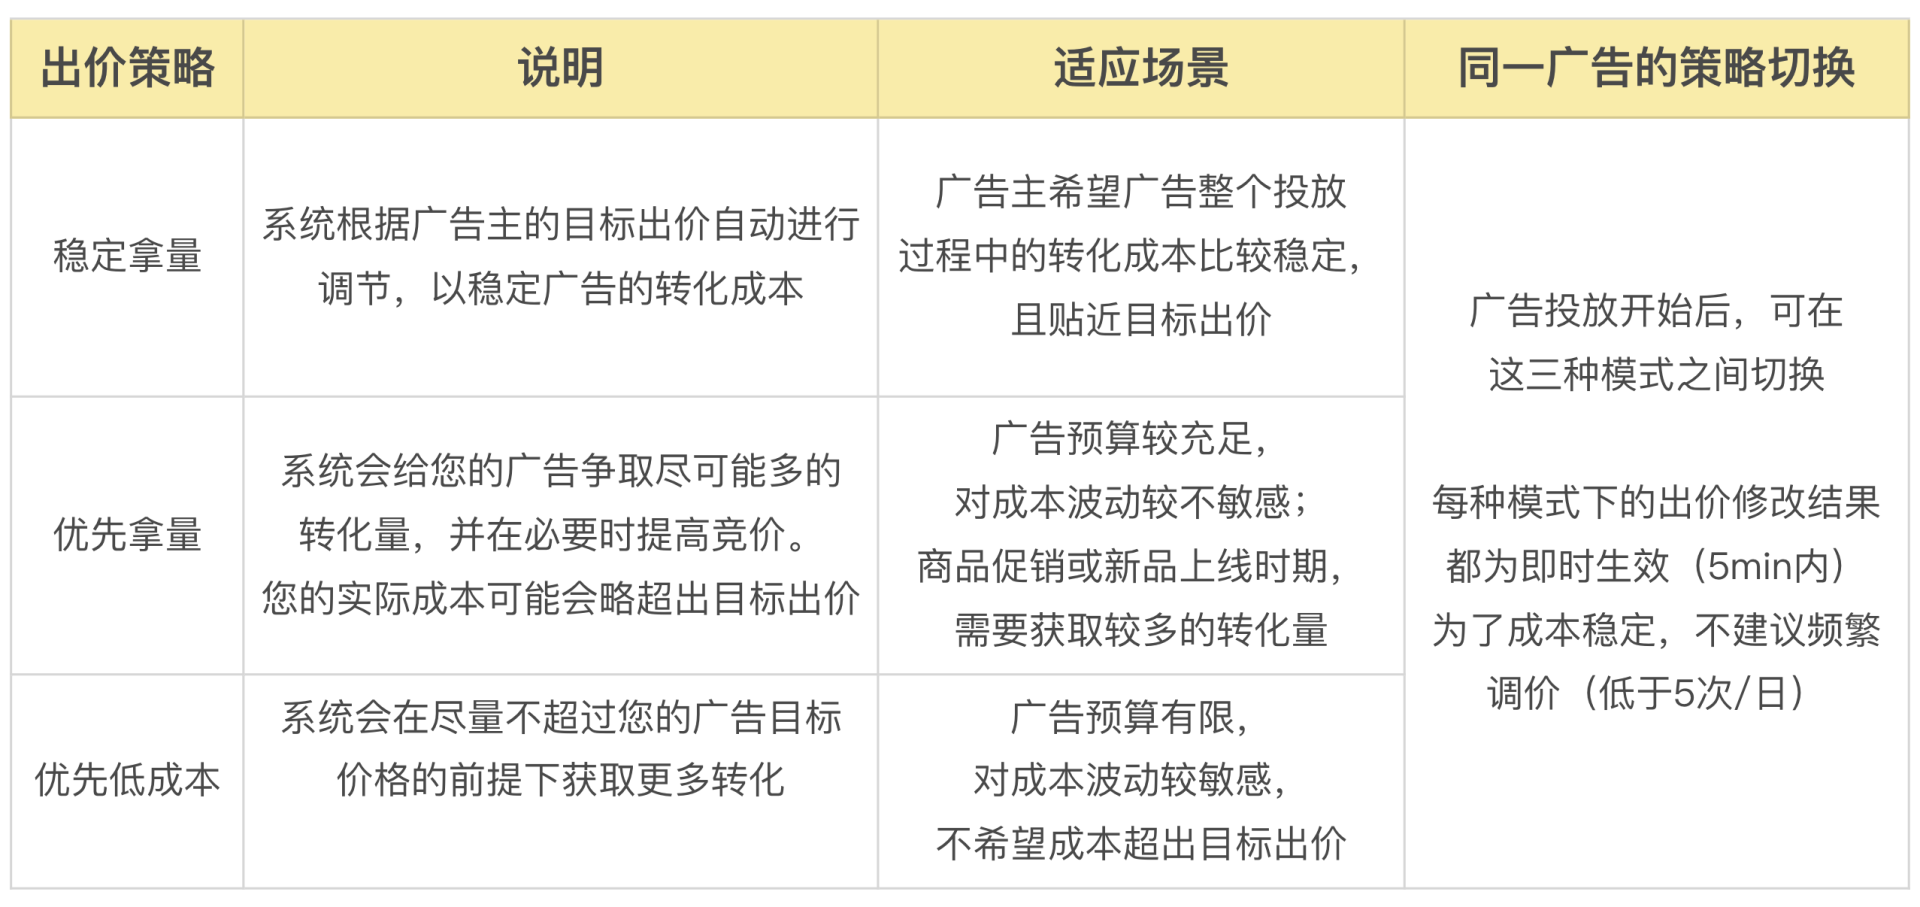 出价策略
说明
适应场景
同一广告的策略切换
稳定拿量
系统根据广告主的目标出价自动进行
调节，以稳定广告的转化成本
广告主希望广告整个投放
过程中的转化成本比较稳定，
且贴近目标出价
优先拿量
系统会给您的广告争取尽可能多的
转化量，并在必要时提高竞价。
您的实际成本可能会略超出目标出价
广告预算较充足，
对成本波动较不敏感；
商品促销或新品上线时期，
需要获取较多的转化量
优先低成本
系统会在尽量不超过您的广告目标
价格的前提下获取更多转化
广告预算有限，
对成本波动较敏感，
不希望成本超出目标出价
广告投放开始后，可在
这三种模式之间切换
每种模式下的出价修改结果
都为即时生效（5min内）
为了成本稳定，不建议频繁
调价（低于5次/日）